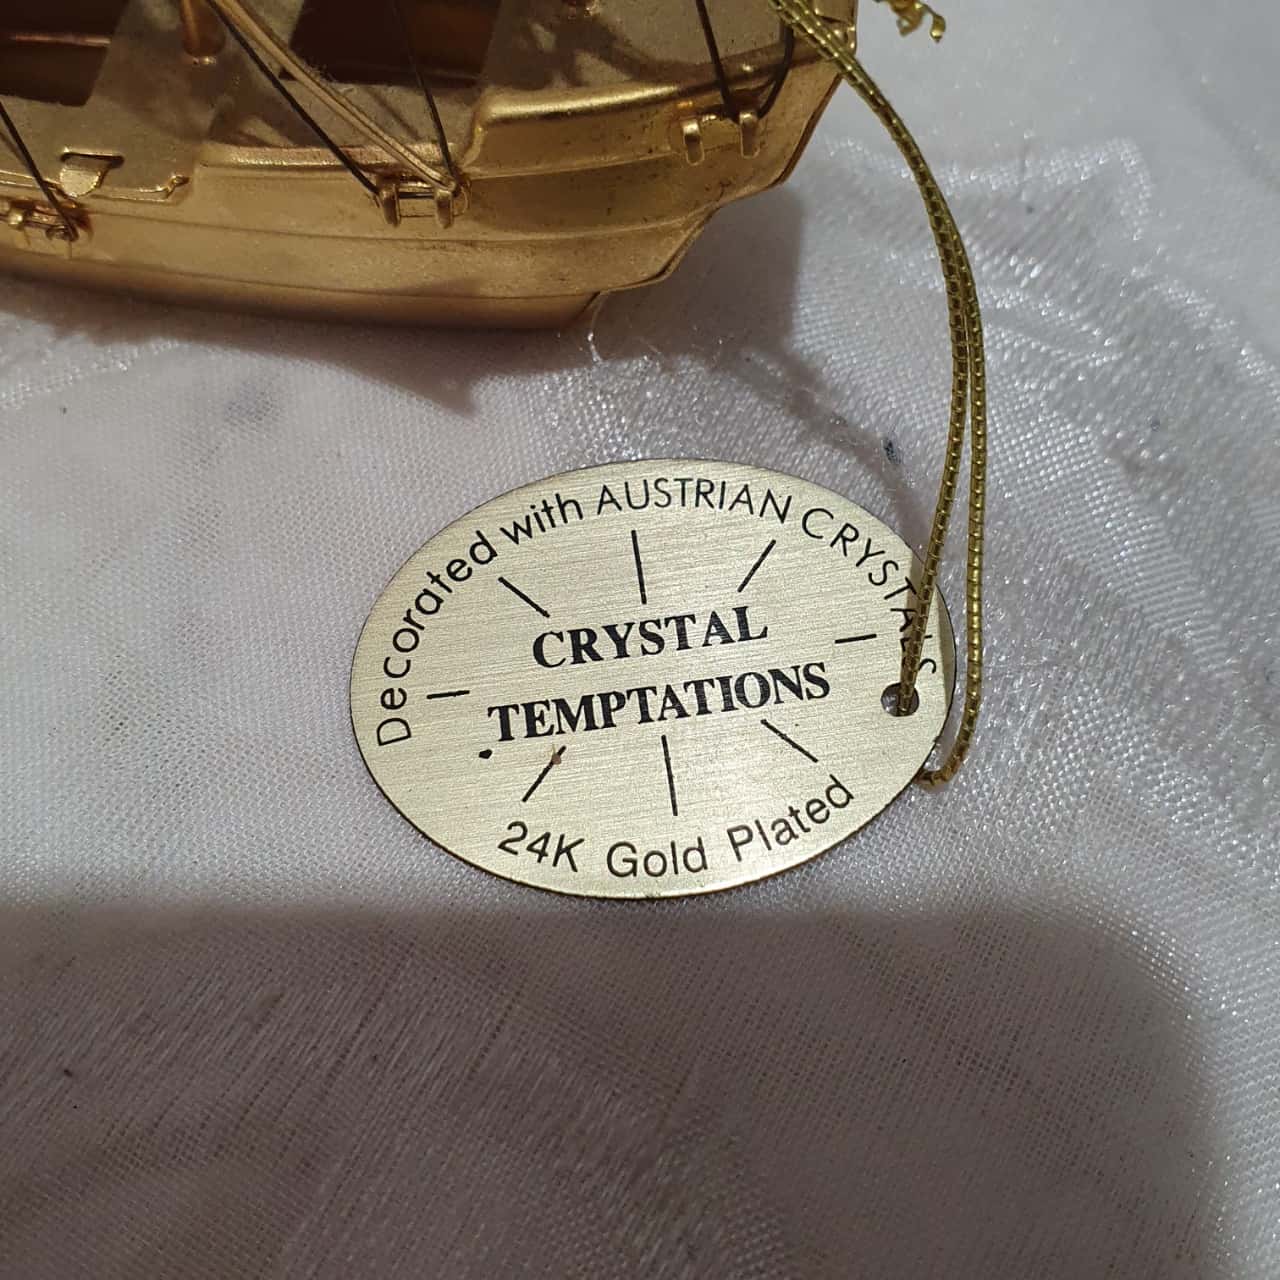 Decorated with AUSTRIAN CRYSTALS
CRYSTAL
TEMPTATIONS
24K Gold Plated